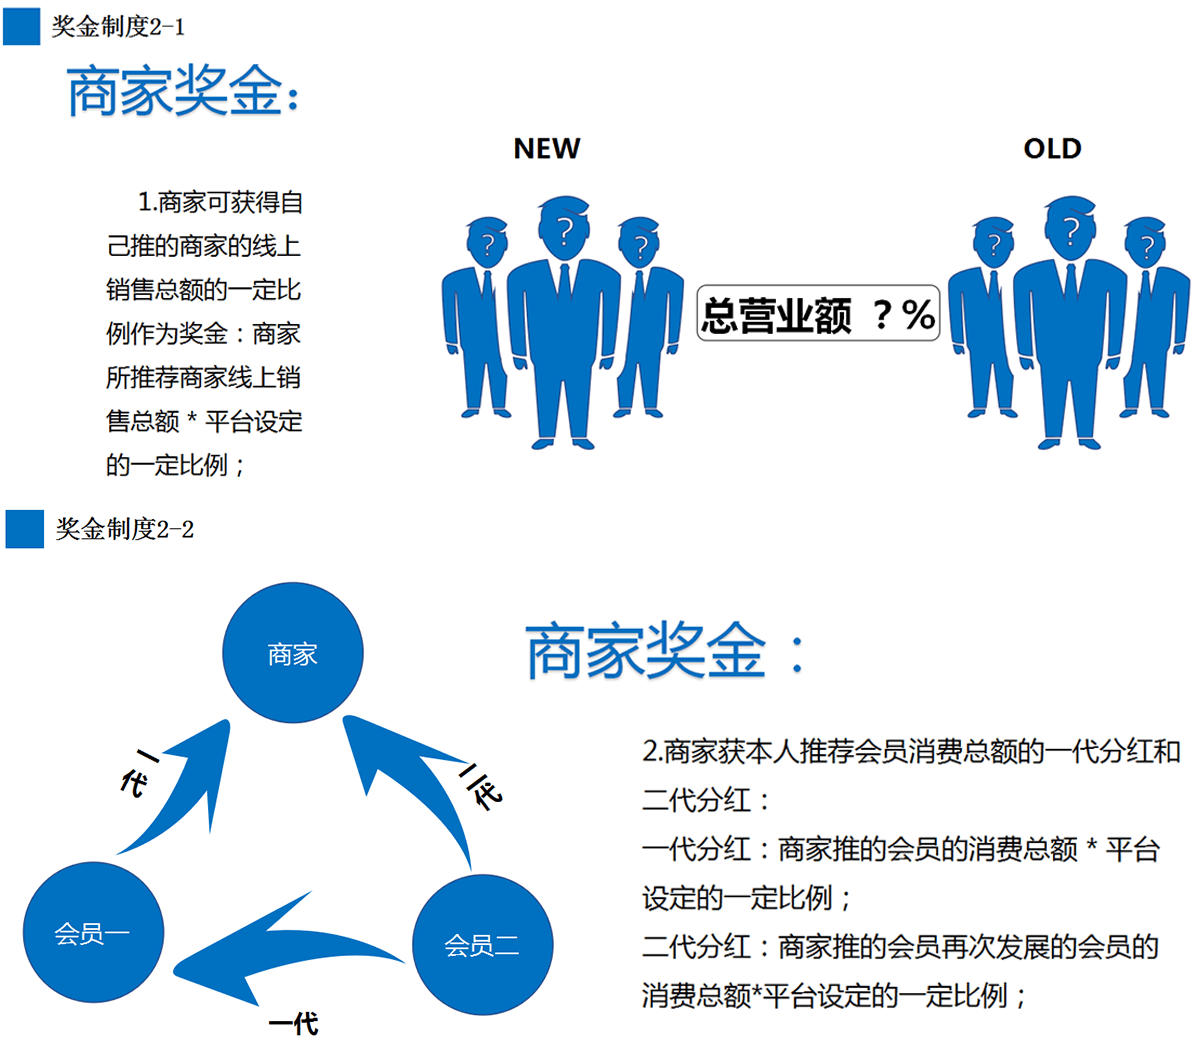 奖金制度2-1
商家奖金：
NEW
OLD
1.商家可获得自
己推的商家的线上
销售总额的一定比
例作为奖金：商家
所推荐商家线上销
售总额 * 平台设定
的一定比例；
? ? ?
总营业额 ？%
? ? ?
奖金制度2-2
商家
商家奖金：
一代
二代
2.商家获本人推荐会员消费总额的一代分红和
二代分红：
一代分红：商家推的会员的消费总额 * 平台
设定的一定比例；
二代分红：商家推的会员再次发展的会员的
消费总额*平台设定的一定比例；
会员一
会员二
一代